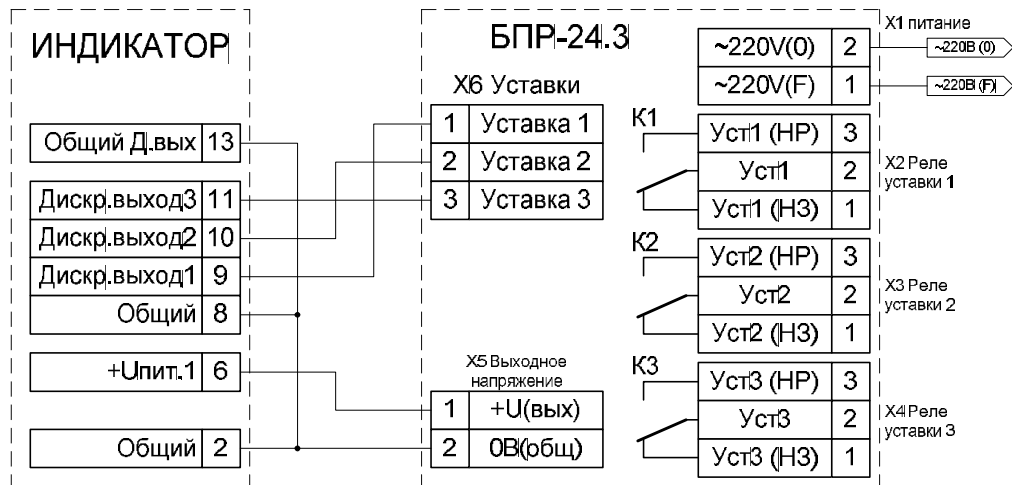 ИНДИКАТОР
Общий Д.вых 13
Дискр.выход3 11
Дискр.выход2 10
Дискр.выход1 9
Общий 8
+Uпит.1 6
Общий 2
БПР-24.3
X6 Уставки
1 Уставка 1
2 Уставка 2
3 Уставка 3
X5 Выходное
напряжение
1 +U(вых)
2 0В(общ)
~220V(0) 2
~220V(F) 1
X1 питание
~220В (0)
~220В (F)
К1
Уст1 (НР) 3
Уст1 2
Уст1 (НЗ) 1
X2 Реле
уставки 1
К2
Уст2 (НР) 3
Уст2 2
Уст2 (НЗ) 1
X3 Реле
уставки 2
К3
Уст3 (НР) 3
Уст3 2
Уст3 (НЗ) 1
X4 Реле
уставки 3